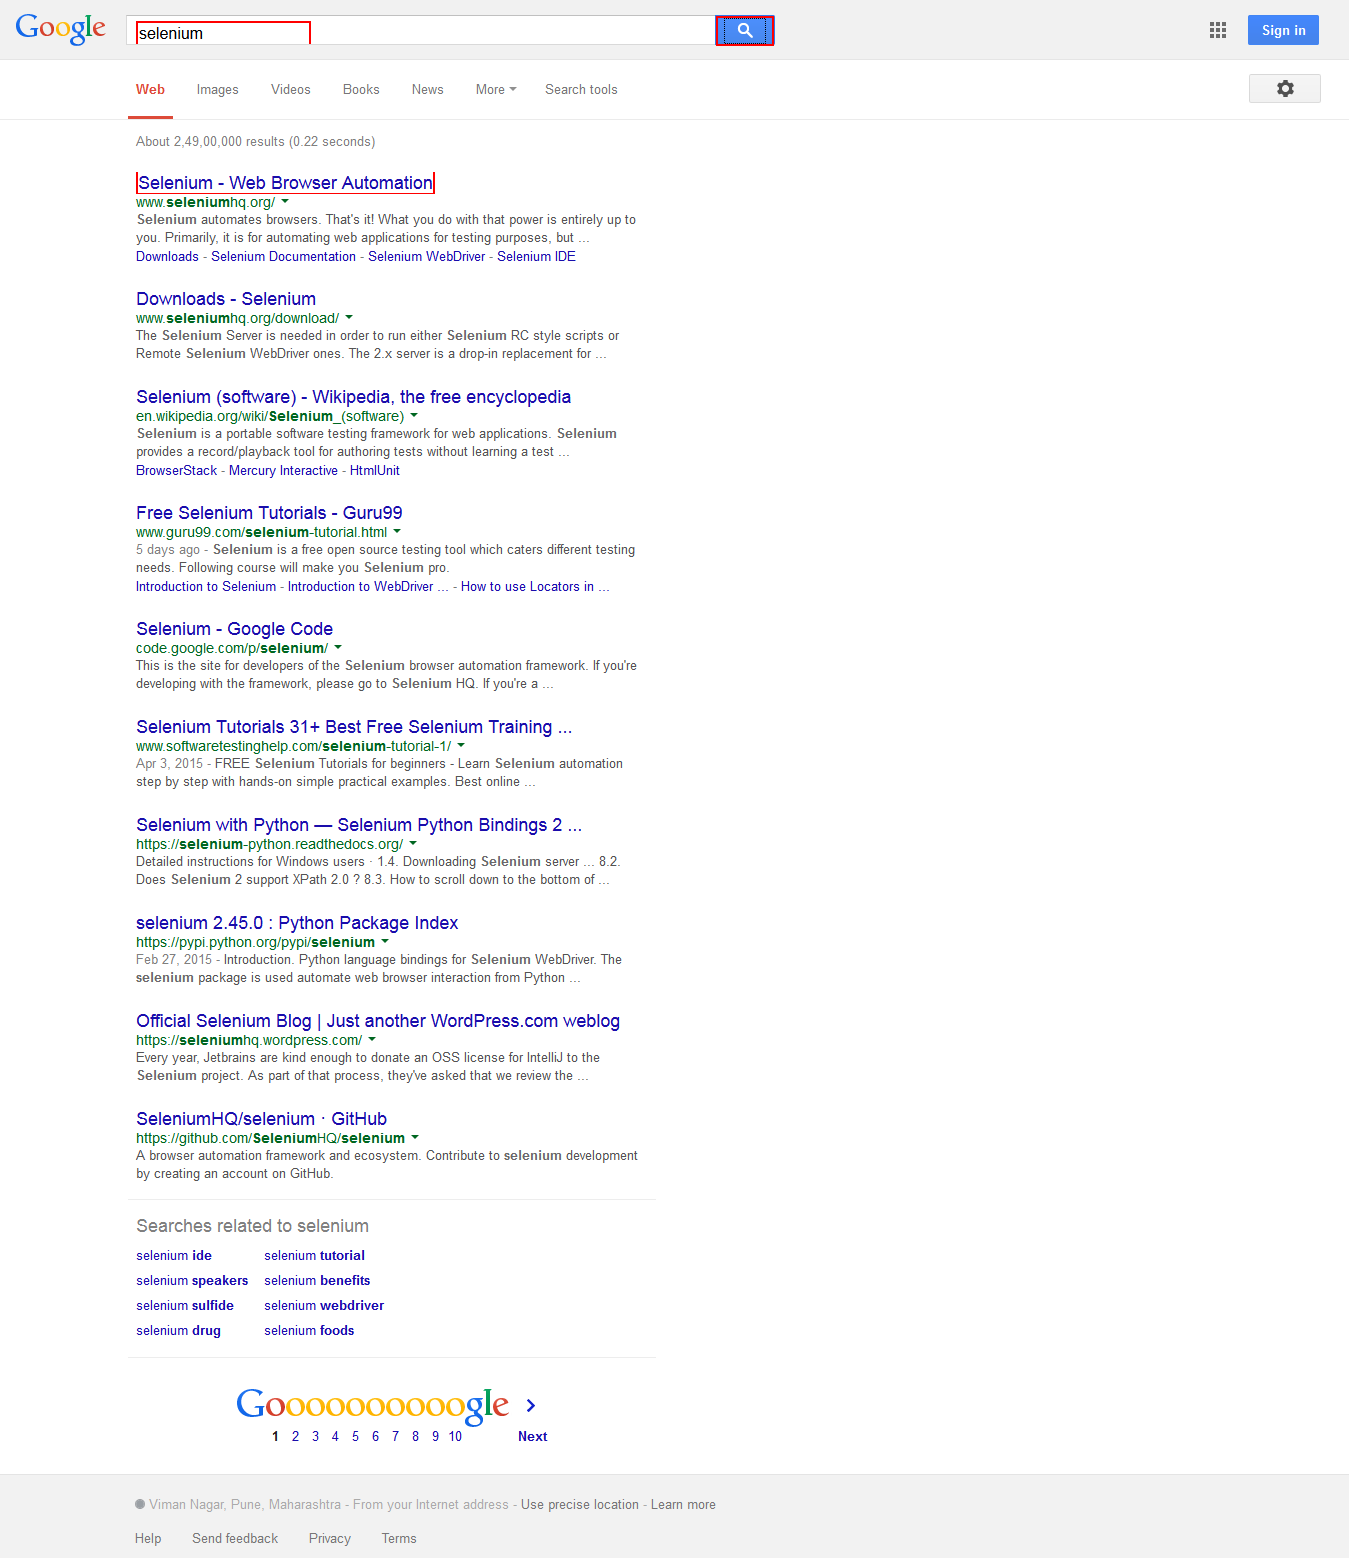 Google selenium Sign in
Web Images Videos Books News More Search tools
About 2,49,00,000 results (0.22 seconds)
Selenium - Web Browser Automation
www.seleniumhq.org/
Selenium automates browsers. That's it! What you do with that power is entirely up to
you. Primarily, it is for automating web applications for testing purposes, but ...
Downloads - Selenium Documentation - Selenium WebDriver - Selenium IDE
Downloads - Selenium
www.seleniumhq.org/download/
The Selenium Server is needed in order to run either Selenium RC style scripts or
Remote Selenium WebDriver ones. The 2.x server is a drop-in replacement for ...
Selenium (software) - Wikipedia, the free encyclopedia
en.wikipedia.org/wiki/Selenium_(software)
Selenium is a portable software testing framework for web applications. Selenium
provides a record/playback tool for authoring tests without learning a test ...
BrowserStack - Mercury Interactive - HtmlUnit
Free Selenium Tutorials - Guru99
www.guru99.com/selenium-tutorial.html
5 days ago - Selenium is a free open source testing tool which caters different testing
needs. Following course will make you Selenium pro.
Introduction to Selenium - Introduction to WebDriver ... - How to use Locators in ...
Selenium - Google Code
code.google.com/p/selenium/
This is the site for developers of the Selenium browser automation framework. If you're
developing with the framework, please go to Selenium HQ. If you're a ...
Selenium Tutorials 31+ Best Free Selenium Training ...
www.softwaretestinghelp.com/selenium-tutorial-1/
Apr 3, 2015 - FREE Selenium Tutorials for beginners - Learn Selenium automation
step by step with hands-on simple practical examples. Best online ...
Selenium with Python — Selenium Python Bindings 2 ...
https://selenium-python.readthedocs.org/
Detailed instructions for Windows users · 1.4. Downloading Selenium server ... 8.2.
Does Selenium 2 support XPath 2.0 ? 8.3. How to scroll down to the bottom of ...
selenium 2.45.0 : Python Package Index
https://pypi.python.org/pypi/selenium
Feb 27, 2015 - Introduction. Python language bindings for Selenium WebDriver. The
selenium package is used automate web browser interaction from Python ...
Official Selenium Blog | Just another WordPress.com weblog
https://seleniumhq.wordpress.com/
Every year, Jetbrains are kind enough to donate an OSS license for IntelliJ to the
Selenium project. As part of that process, they've asked that we review the ...
SeleniumHQ/selenium · GitHub
https://github.com/SeleniumHQ/selenium
A browser automation framework and ecosystem. Contribute to selenium development
by creating an account on GitHub.
Searches related to selenium
selenium ide selenium tutorial
selenium speakers selenium benefits
selenium sulfide selenium webdriver
selenium drug selenium foods
Goooooooooogle
1 2 3 4 5 6 7 8 9 10 Next
Viman Nagar, Pune, Maharashtra - From your Internet address - Use precise location - Learn more
Help Send feedback Privacy Terms